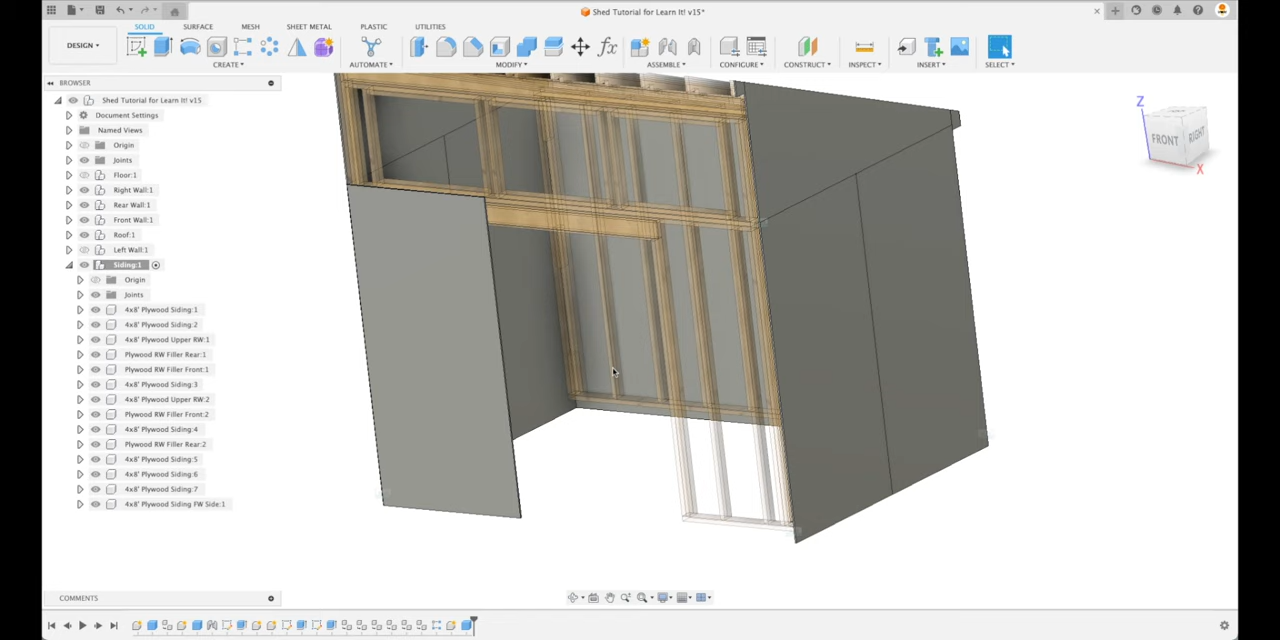 Shed Tutorial for Learn It! v15*
SOLID SURFACE MESH SHEET METAL PLASTIC UTILITIES
DESIGN
CREATE AUTOMATE MODIFY ASSEMBLE CONFIGURE CONSTRUCT INSPECT INSERT SELECT
BROWSER
Shed Tutorial for Learn It! v15
Document Settings
Named Views
Origin
Joints
Floor:1
Right Wall:1
Rear Wall:1
Front Wall:1
Roof:1
Left Wall:1
Siding:1
Origin
Joints
4x8' Plywood Siding:1
4x8' Plywood Siding:2
4x8' Plywood Upper RW:1
Plywood RW Filler Rear:1
Plywood RW Filler Front:1
4x8' Plywood Siding:3
4x8' Plywood Upper RW:2
Plywood RW Filler Front:2
4x8' Plywood Siding:4
Plywood RW Filler Rear:2
4x8' Plywood Siding:5
4x8' Plywood Siding:6
4x8' Plywood Siding:7
4x8' Plywood Siding FW Side:1
Z
FRONT RIGHT
X
COMMENTS